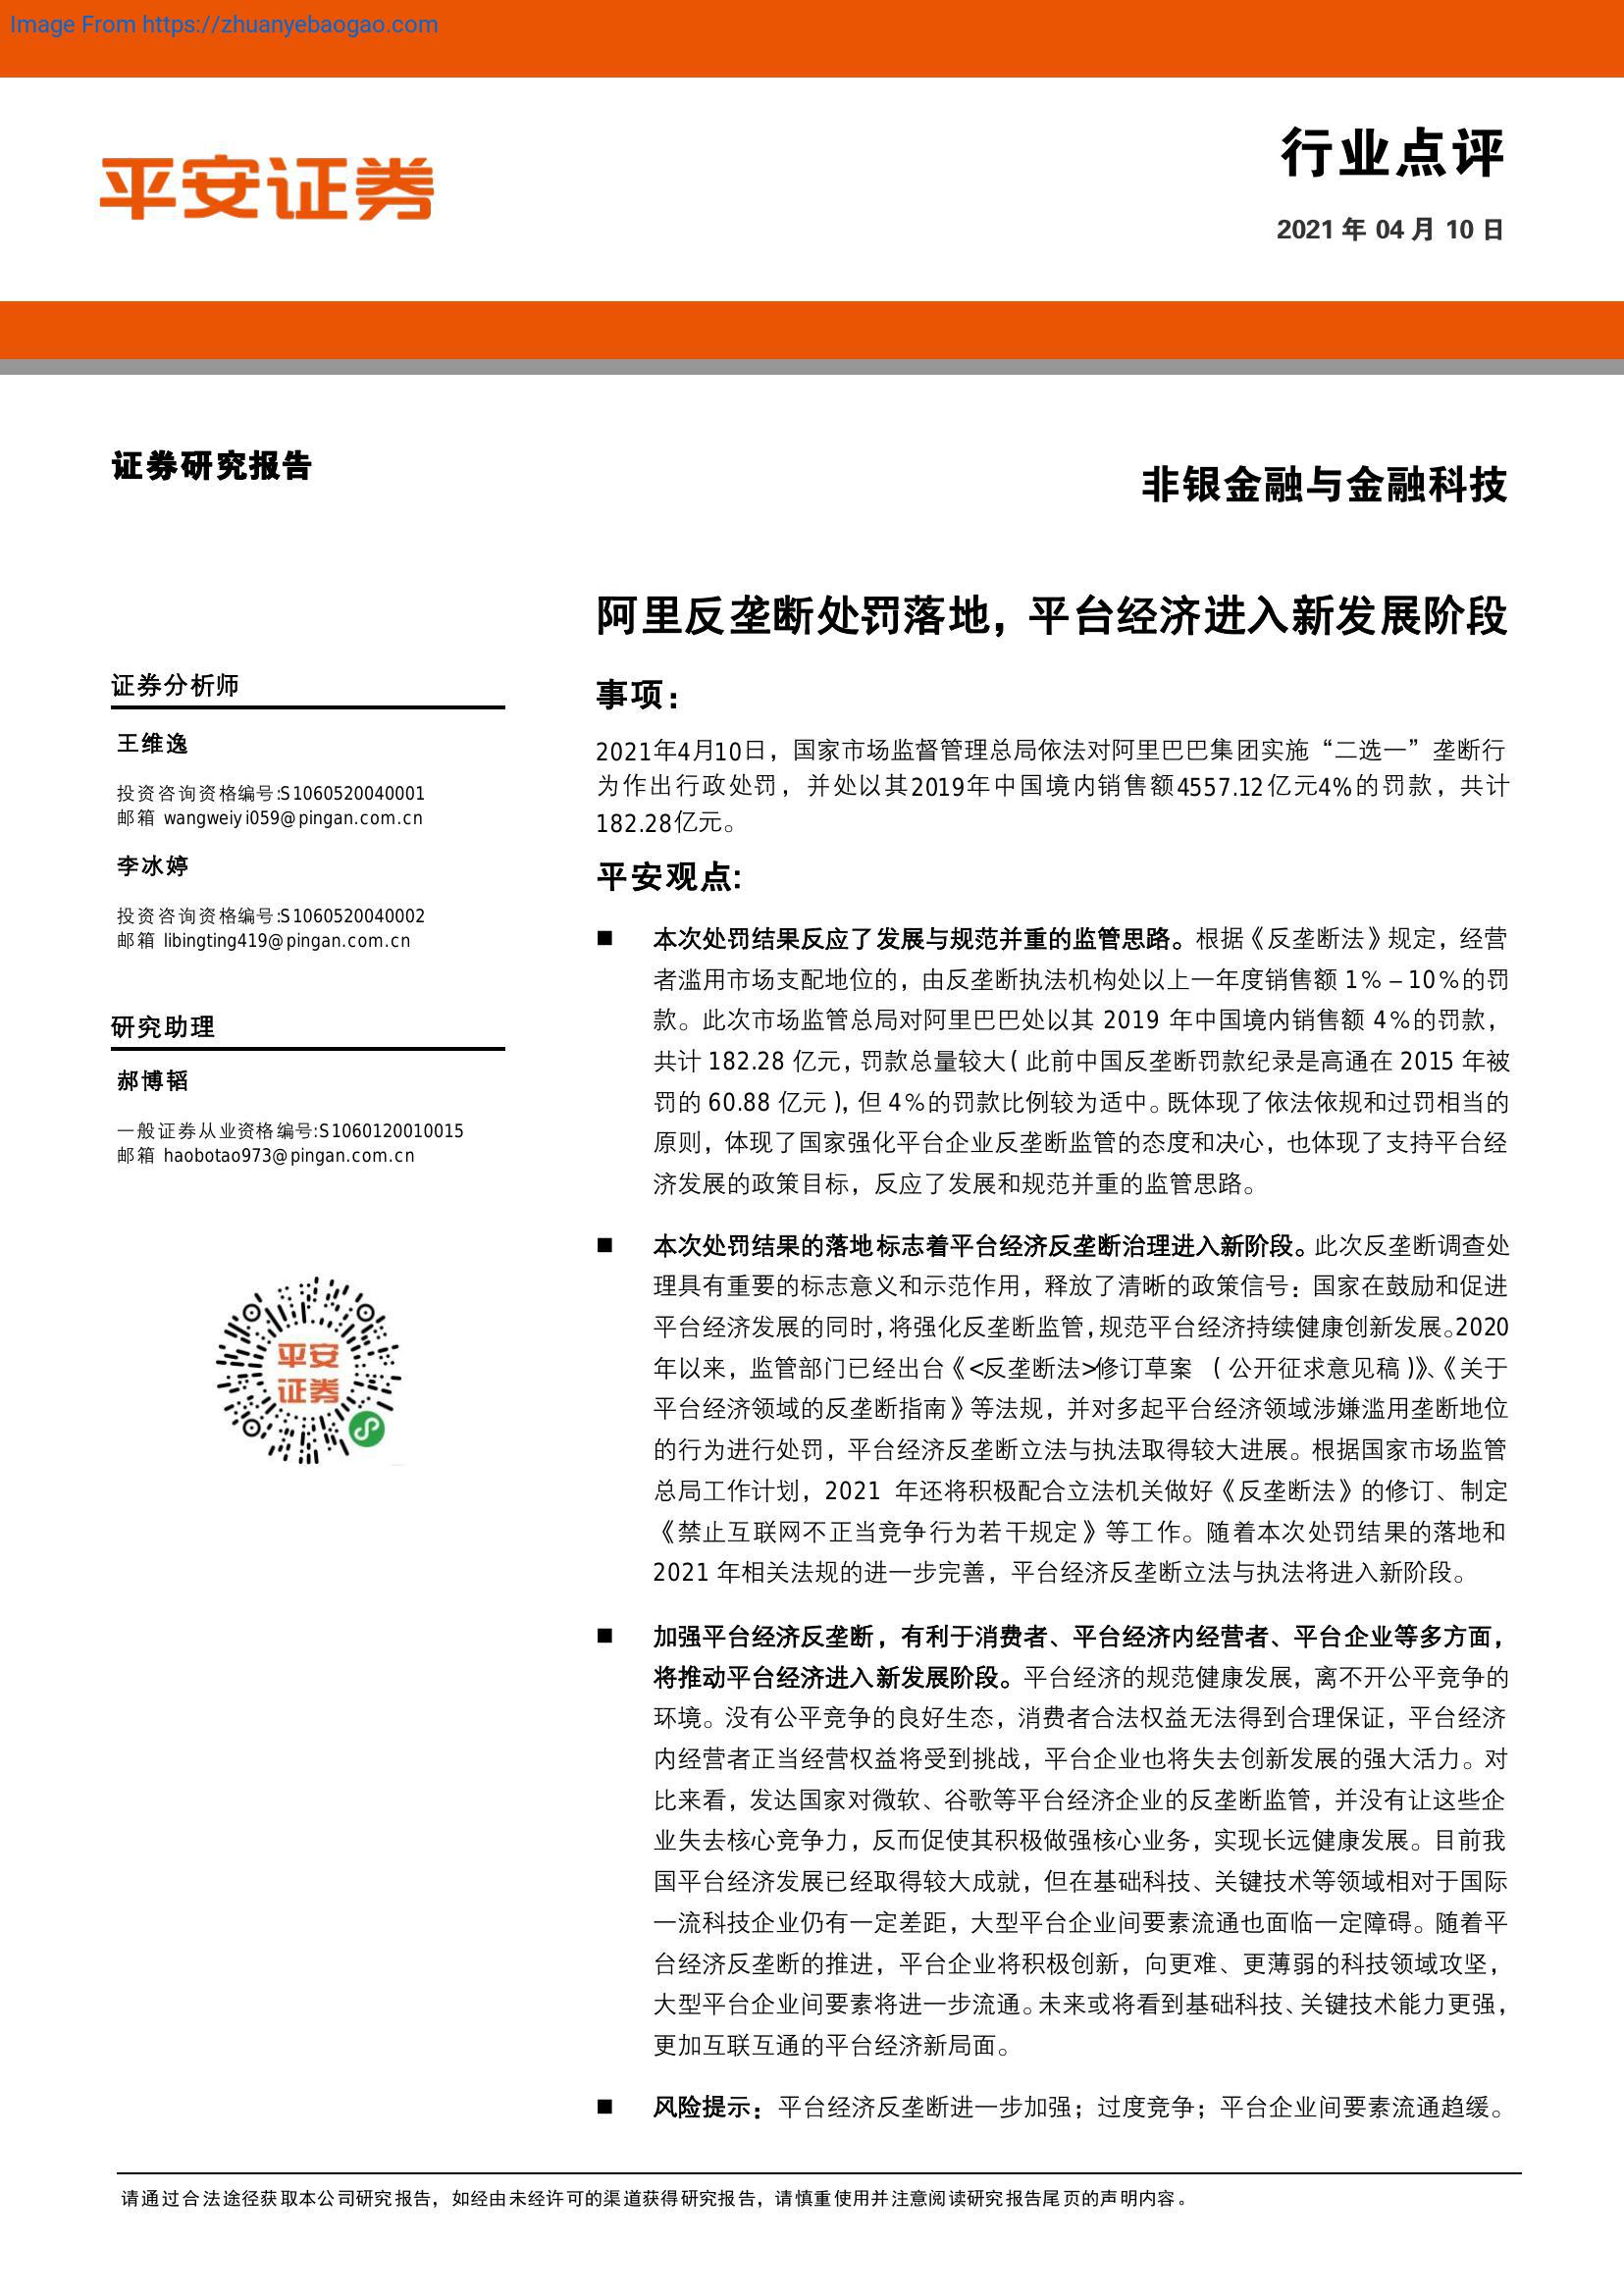 Image From https://zhuanyebaogao.com
平安证券
行业点评
2021 年 04 月 10 日
证券研究报告
非银金融与金融科技
阿里反垄断处罚落地，平台经济进入新发展阶段
证券分析师
王维逸
投资咨询资格编号:S1060520040001
邮箱 wangweiyi059@pingan.com.cn
李冰婷
投资咨询资格编号:S1060520040002
邮箱 libingting419@pingan.com.cn
研究助理
郝博韬
一般证券从业资格编号:S1060120010015
邮箱 haobotao973@pingan.com.cn
平安
证券
事项：
2021年4月10日，国家市场监督管理总局依法对阿里巴巴集团实施“二选一”垄断行
为作出行政处罚，并处以其2019年中国境内销售额4557.12亿元4%的罚款，共计
182.28亿元。
平安观点:
■ 本次处罚结果反应了发展与规范并重的监管思路。根据《反垄断法》规定，经营
者滥用市场支配地位的，由反垄断执法机构处以上一年度销售额 1%－10%的罚
款。此次市场监管总局对阿里巴巴处以其 2019 年中国境内销售额 4%的罚款，
共计 182.28 亿元，罚款总量较大（此前中国反垄断罚款纪录是高通在 2015 年被
罚的 60.88 亿元），但 4%的罚款比例较为适中。既体现了依法依规和过罚相当的
原则，体现了国家强化平台企业反垄断监管的态度和决心，也体现了支持平台经
济发展的政策目标，反应了发展和规范并重的监管思路。
■ 本次处罚结果的落地标志着平台经济反垄断治理进入新阶段。此次反垄断调查处
理具有重要的标志意义和示范作用，释放了清晰的政策信号：国家在鼓励和促进
平台经济发展的同时，将强化反垄断监管，规范平台经济持续健康创新发展。2020
年以来，监管部门已经出台《<反垄断法>修订草案 （公开征求意见稿）》、《关于
平台经济领域的反垄断指南》等法规，并对多起平台经济领域涉嫌滥用垄断地位
的行为进行处罚，平台经济反垄断立法与执法取得较大进展。根据国家市场监管
总局工作计划，2021 年还将积极配合立法机关做好《反垄断法》的修订、制定
《禁止互联网不正当竞争行为若干规定》等工作。随着本次处罚结果的落地和
2021 年相关法规的进一步完善，平台经济反垄断立法与执法将进入新阶段。
■ 加强平台经济反垄断，有利于消费者、平台经济内经营者、平台企业等多方面，
将推动平台经济进入新发展阶段。平台经济的规范健康发展，离不开公平竞争的
环境。没有公平竞争的良好生态，消费者合法权益无法得到合理保证，平台经济
内经营者正当经营权益将受到挑战，平台企业也将失去创新发展的强大活力。对
比来看，发达国家对微软、谷歌等平台经济企业的反垄断监管，并没有让这些企
业失去核心竞争力，反而促使其积极做强核心业务，实现长远健康发展。目前我
国平台经济发展已经取得较大成就，但在基础科技、关键技术等领域相对于国际
一流科技企业仍有一定差距，大型平台企业间要素流通也面临一定障碍。随着平
台经济反垄断的推进，平台企业将积极创新，向更难、更薄弱的科技领域攻坚，
大型平台企业间要素将进一步流通。未来或将看到基础科技、关键技术能力更强，
更加互联互通的平台经济新局面。
■ 风险提示：平台经济反垄断进一步加强；过度竞争；平台企业间要素流通趋缓。
请通过合法途径获取本公司研究报告，如经由未经许可的渠道获得研究报告，请慎重使用并注意阅读研究报告尾页的声明内容。